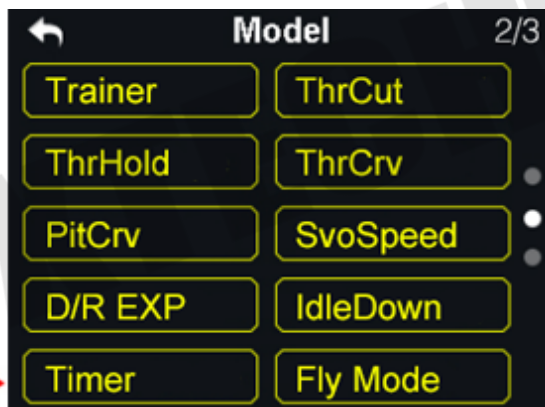 Model 2/3
Trainer ThrCut
ThrHold ThrCrv
PitCrv SvoSpeed
D/R EXP IdleDown
Timer Fly Mode